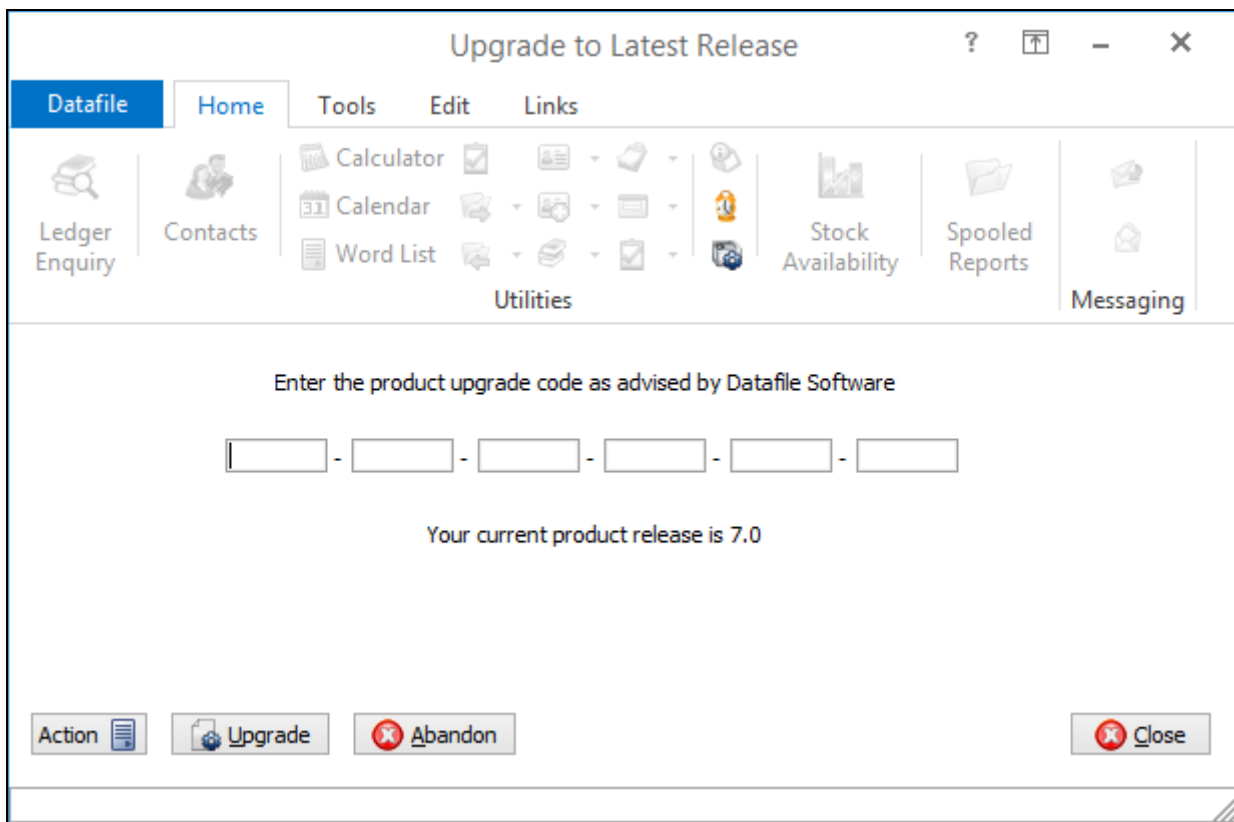 Upgrade to Latest Release
Datafile Home Tools Edit Links
Ledger Enquiry
Contacts
Calculator
Calendar
Word List
Utilities
Stock Availability
Spooled Reports
Messaging
Enter the product upgrade code as advised by Datafile Software
- - - - -
Your current product release is 7.0
Action Upgrade Abandon Close